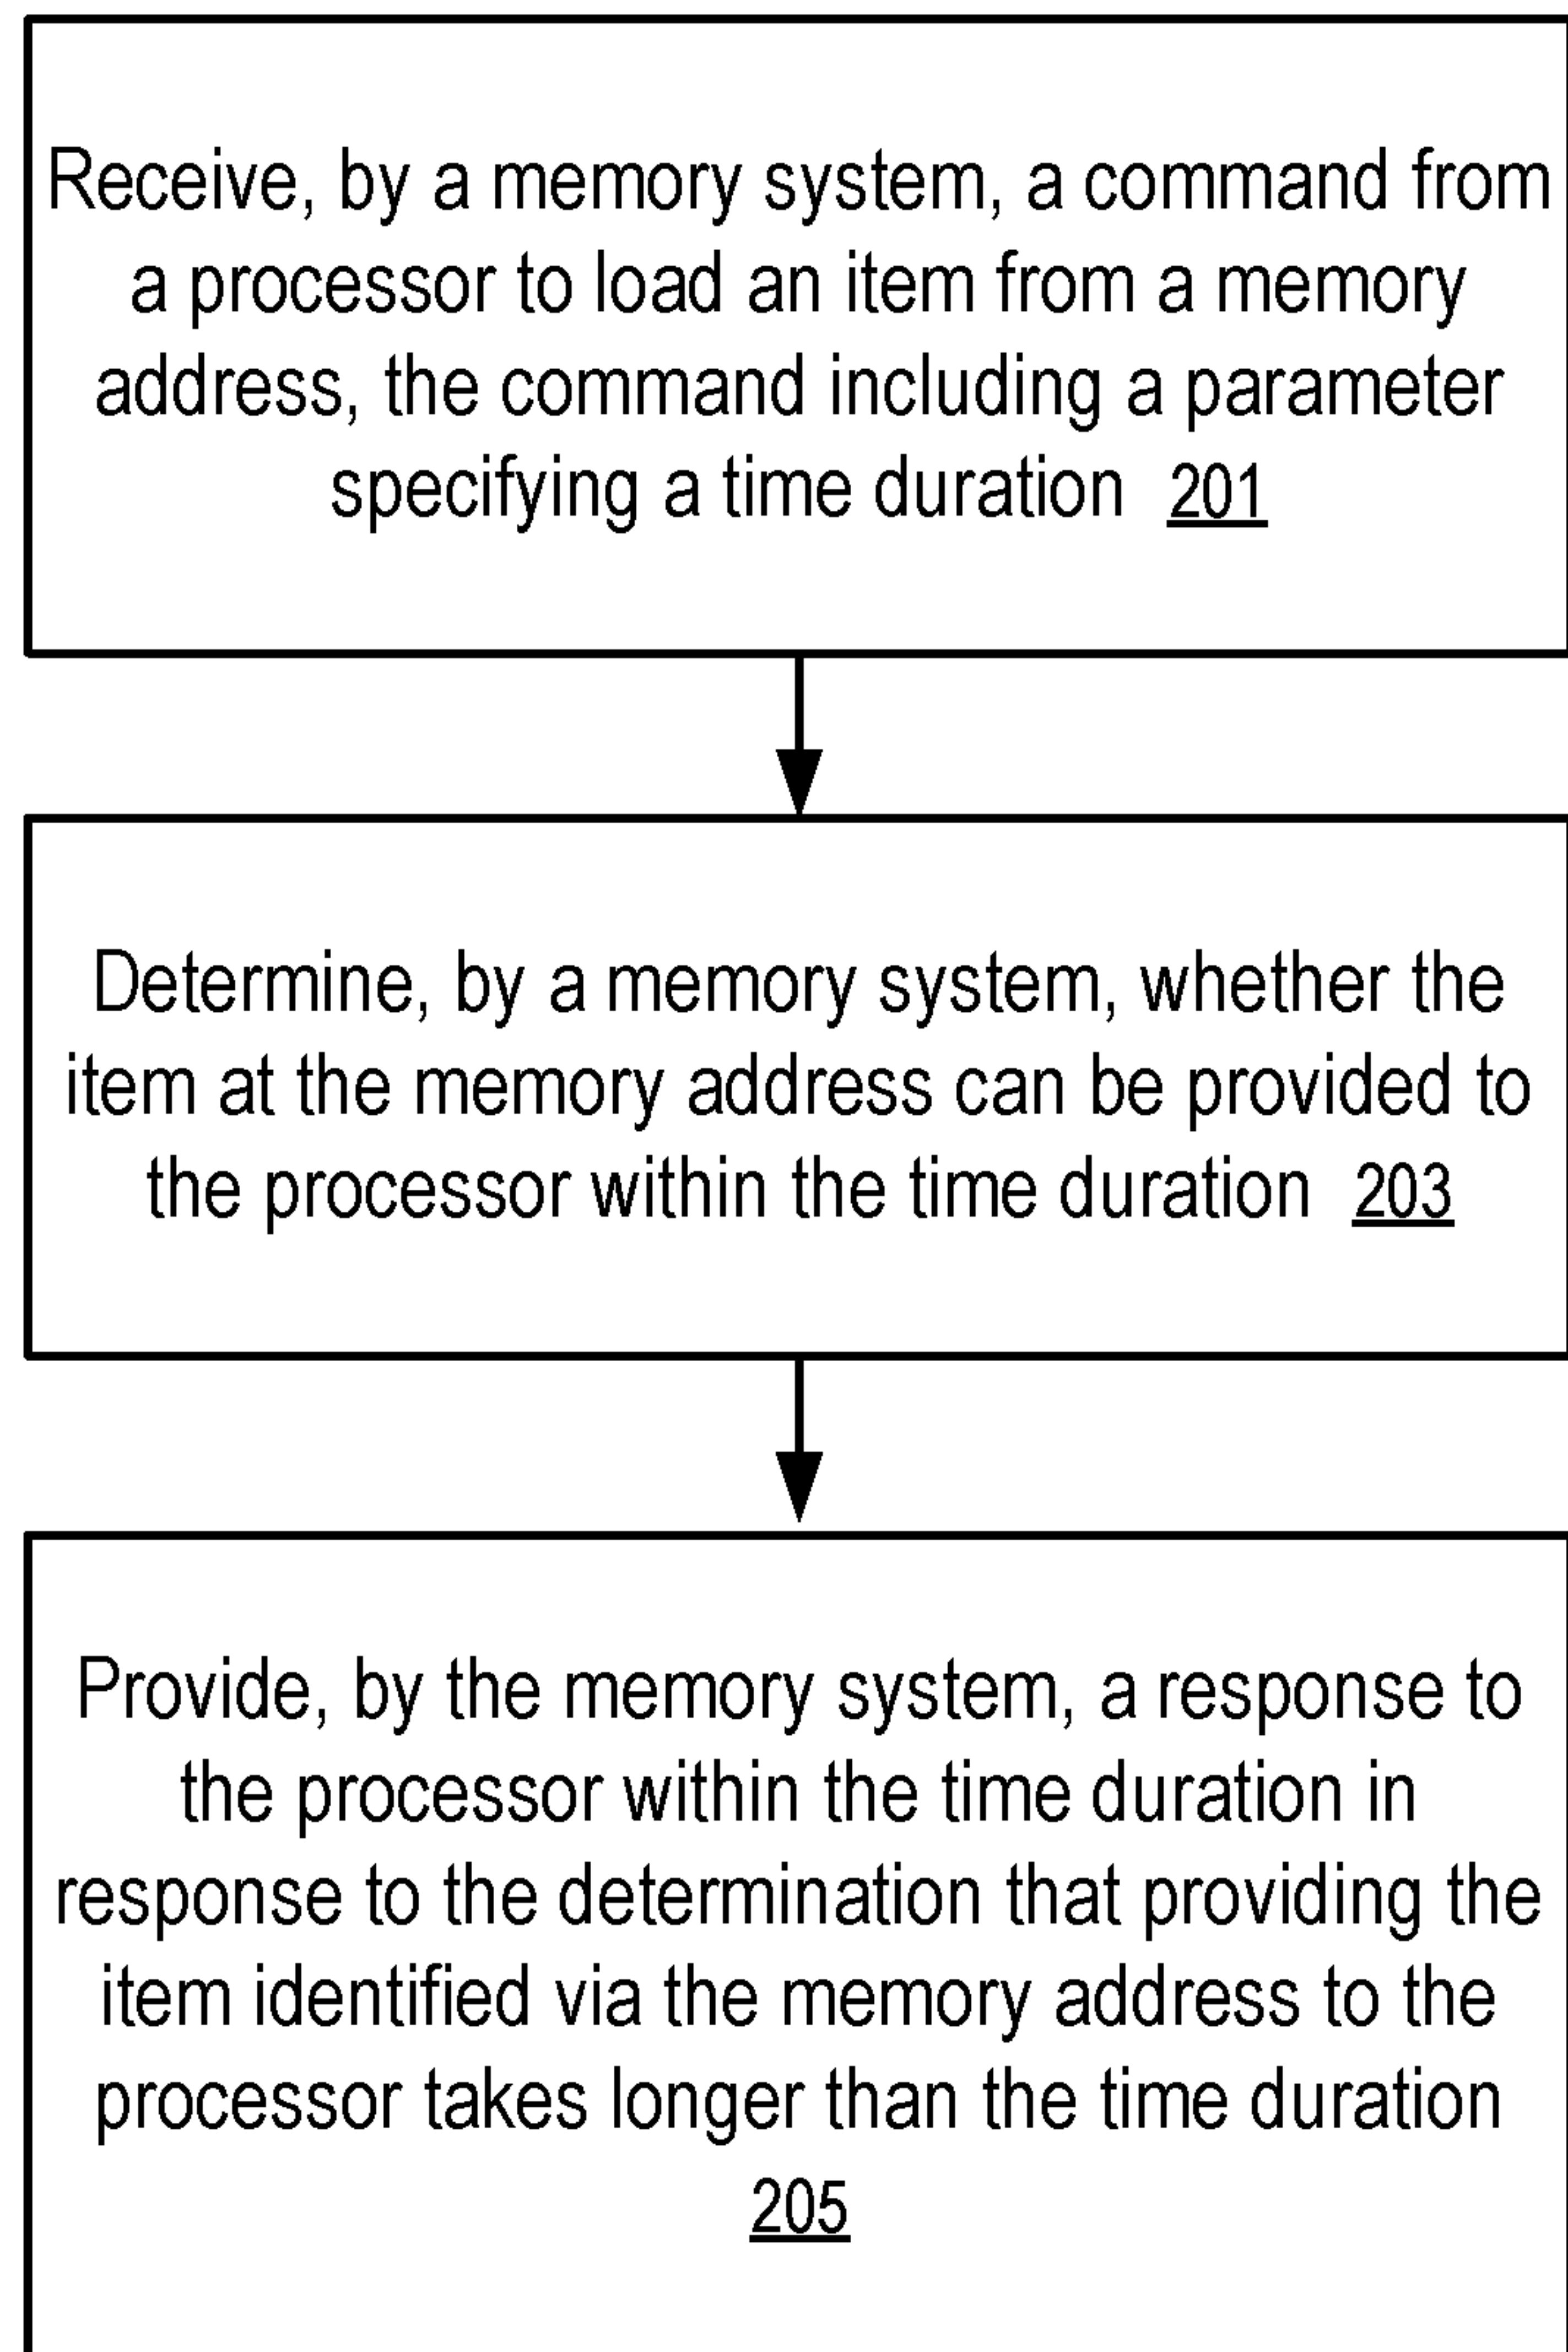 Receive, by a memory system, a command from
a processor to load an item from a memory
address, the command including a parameter
specifying a time duration 201
Determine, by a memory system, whether the
item at the memory address can be provided to
the processor within the time duration 203
Provide, by the memory system, a response to
the processor within the time duration in
response to the determination that providing the
item identified via the memory address to the
processor takes longer than the time duration
205